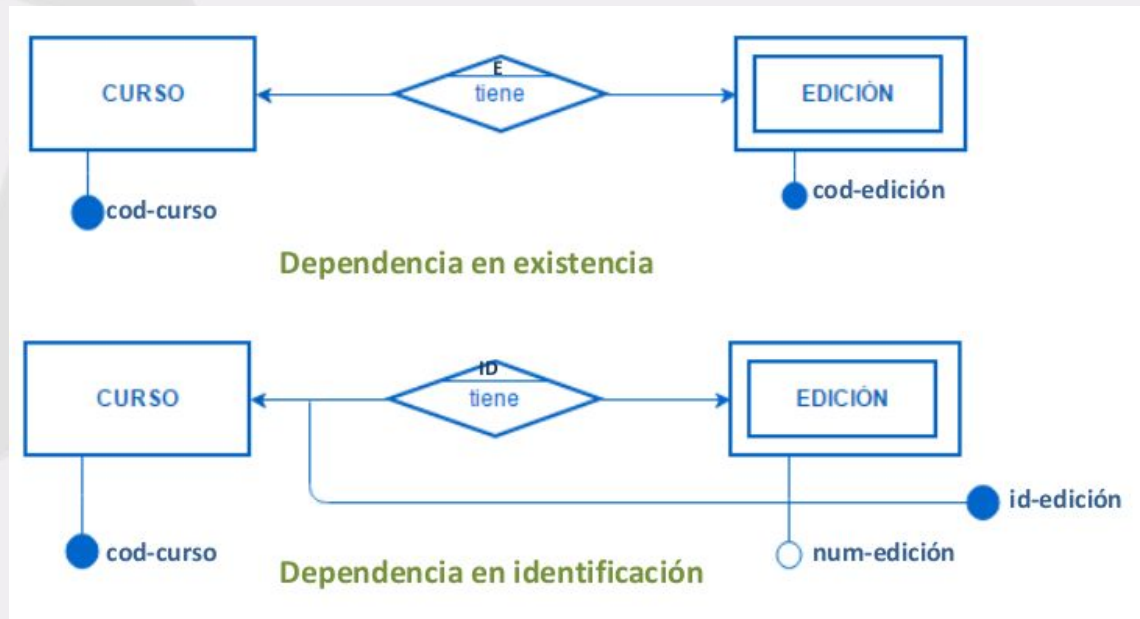 CURSO
E
tiene
EDICIÓN
cod-curso
cod-edición
Dependencia en existencia
CURSO
ID
tiene
EDICIÓN
id-edición
cod-curso
num-edición
Dependencia en identificación